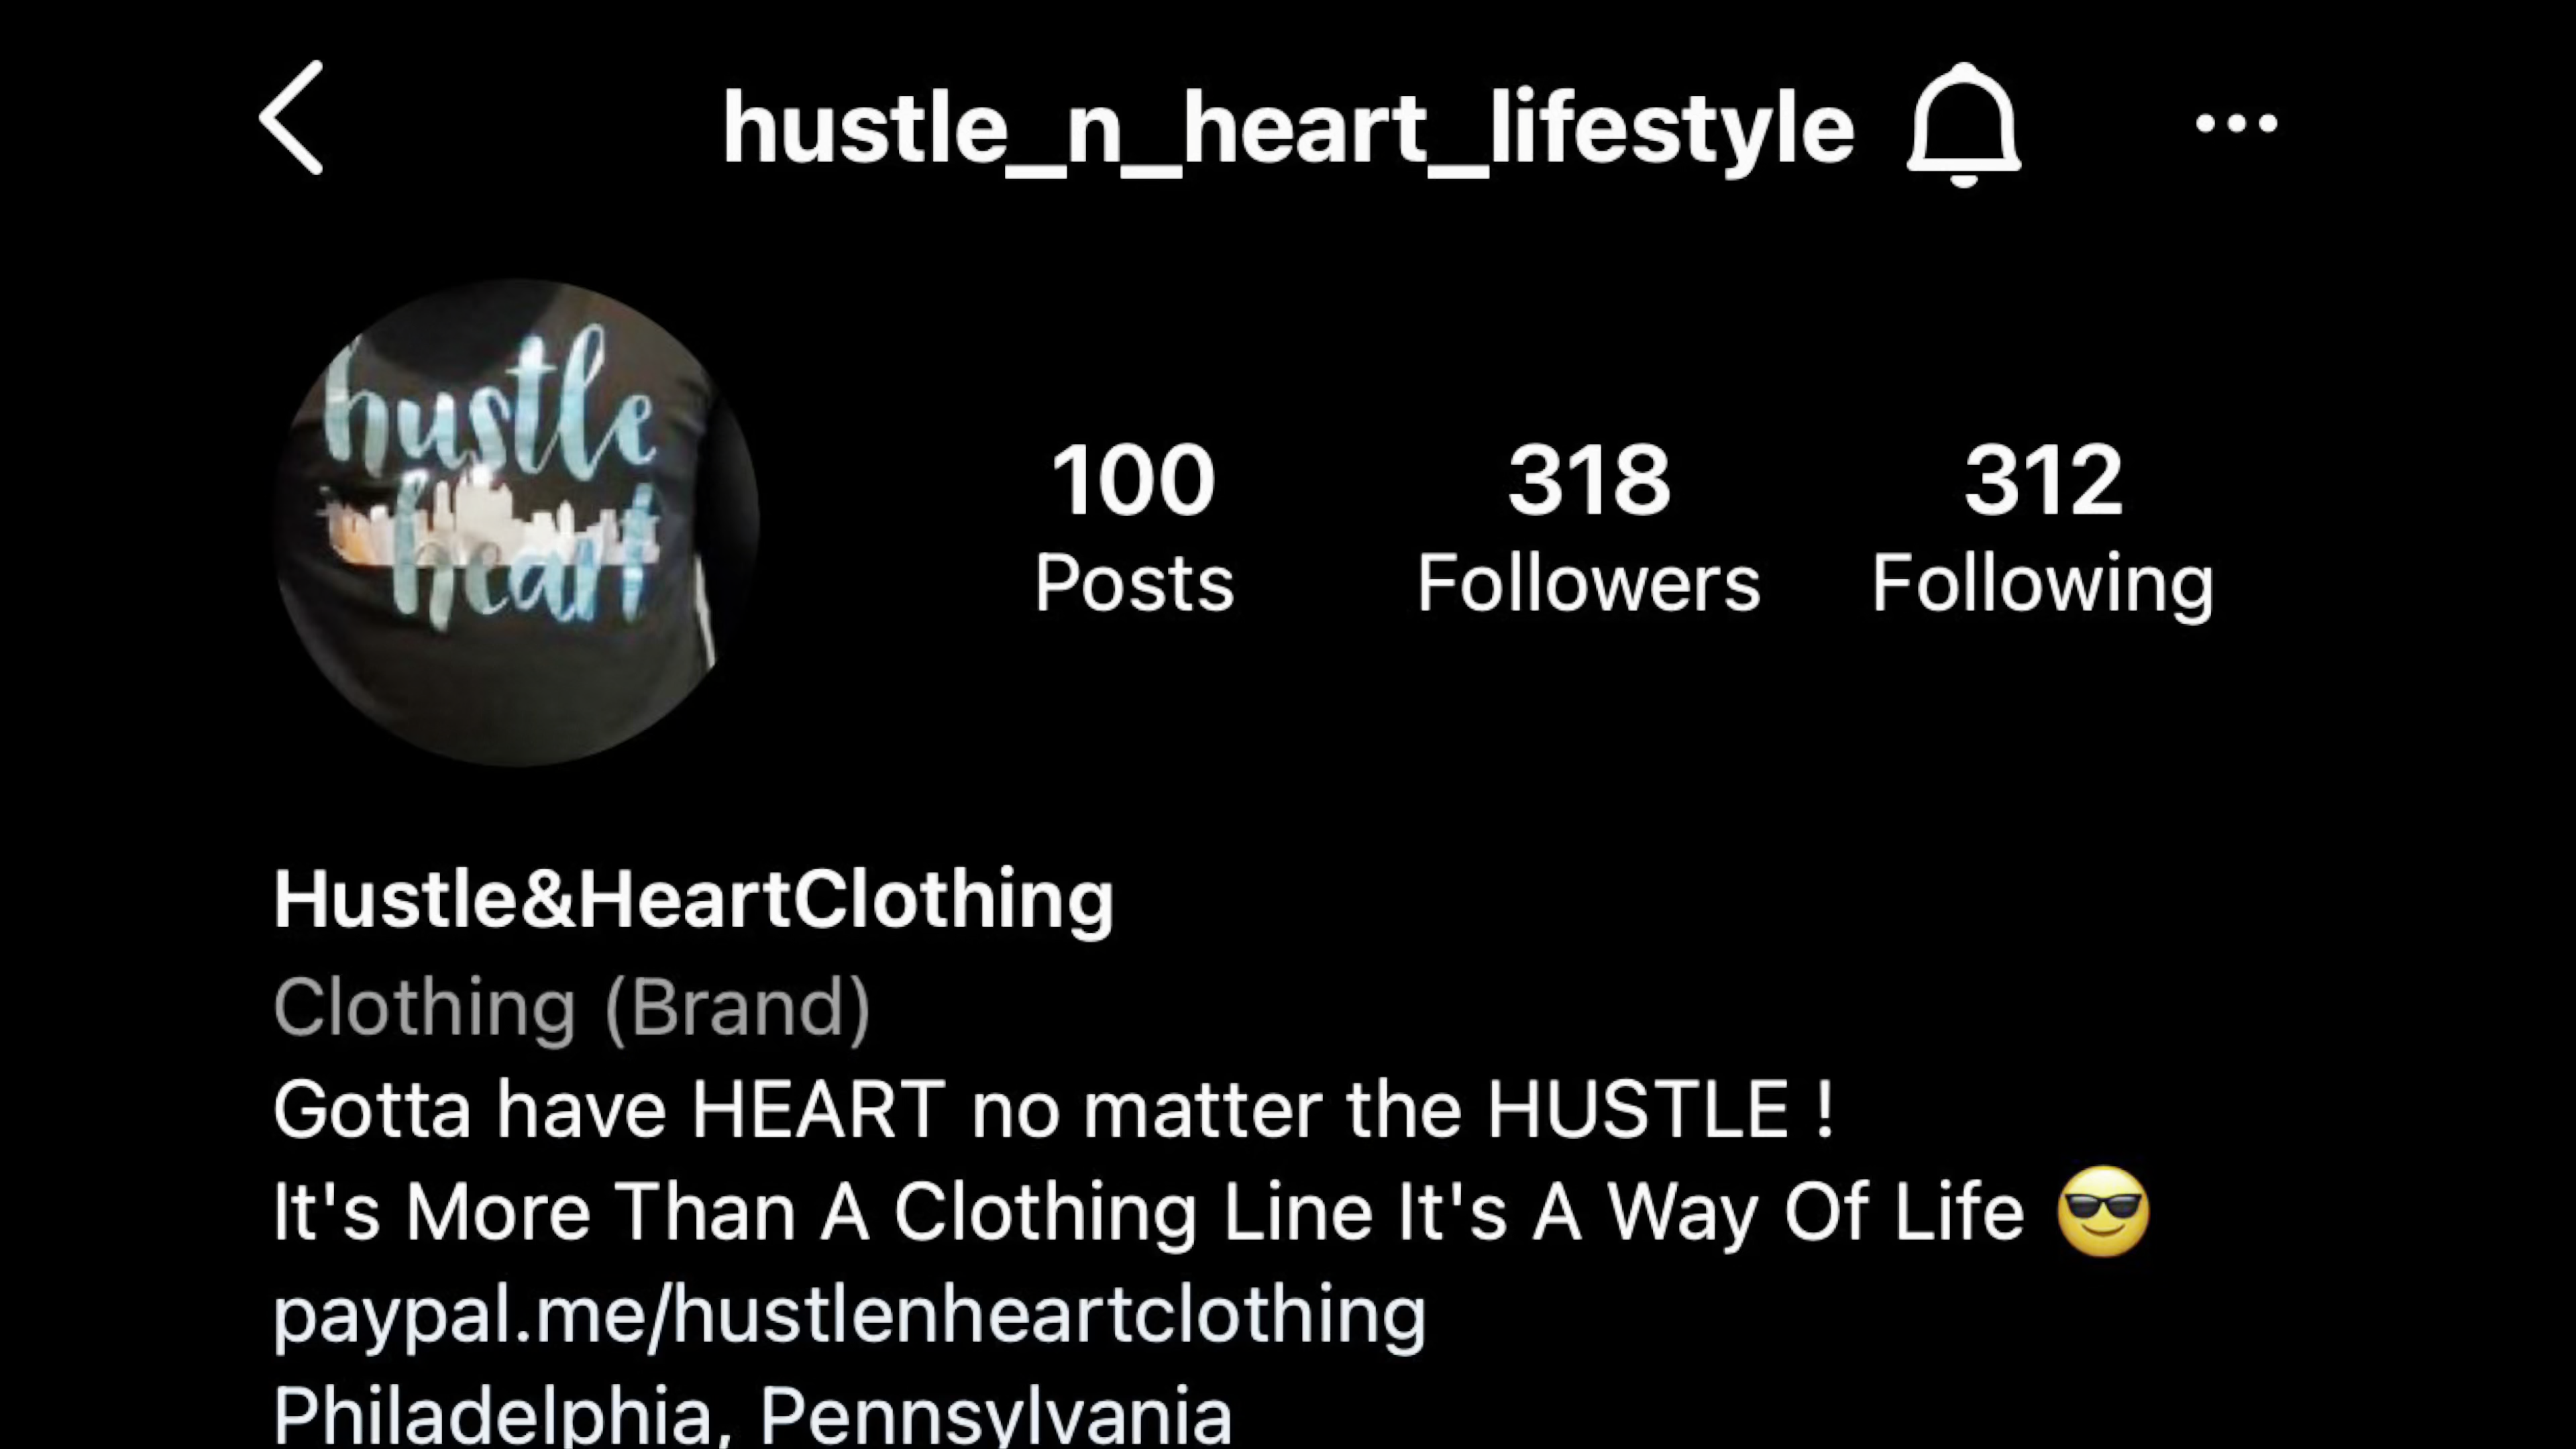 hustle_n_heart_lifestyle
hustle
heart
100
Posts
318
Followers
312
Following
Hustle&HeartClothing
Clothing (Brand)
Gotta have HEART no matter the HUSTLE !
It's More Than A Clothing Line It's A Way Of Life 😎
paypal.me/hustlenheartclothing
Philadelphia, Pennsylvania